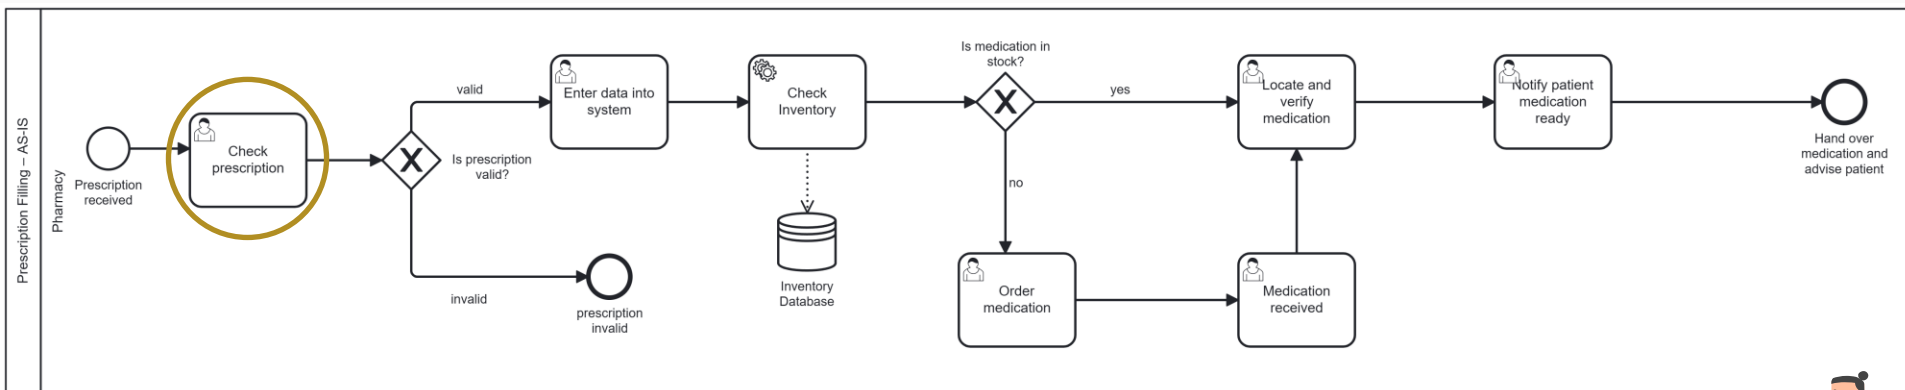 Prescription Filling – AS-IS
Pharmacy
Prescription
received
Check
prescription
Is prescription
valid?
valid
invalid
prescription
invalid
Enter data into
system
Check
Inventory
Inventory
Database
Is medication in
stock?
yes
no
Order
medication
Medication
received
Locate and
verify
medication
Notify patient
medication
ready
Hand over
medication and
advise patient